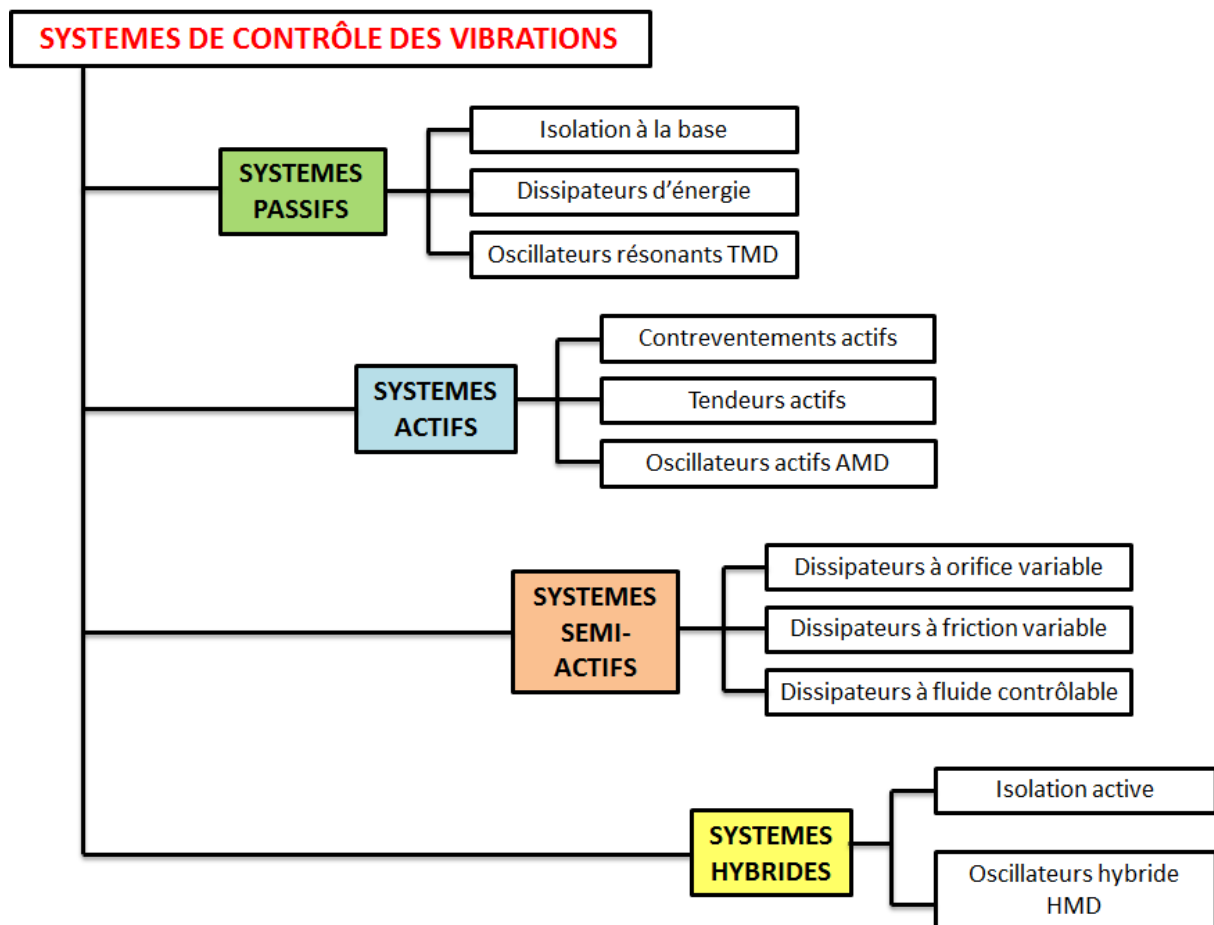 SYSTEMES DE CONTRÔLE DES VIBRATIONS
SYSTEMES
PASSIFS
Isolation à la base
Dissipateurs d’énergie
Oscillateurs résonants TMD
SYSTEMES
ACTIFS
Contreventements actifs
Tendeurs actifs
Oscillateurs actifs AMD
SYSTEMES
SEMI-
ACTIFS
Dissipateurs à orifice variable
Dissipateurs à friction variable
Dissipateurs à fluide contrôlable
SYSTEMES
HYBRIDES
Isolation active
Oscillateurs hybride
HMD